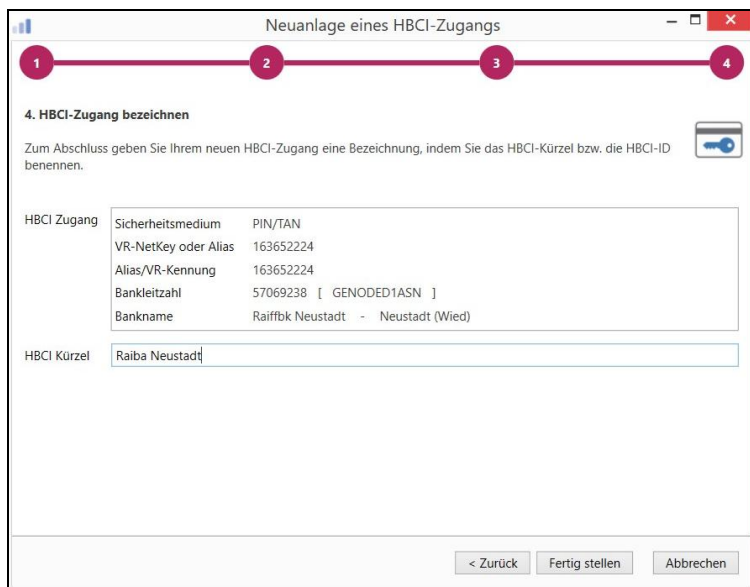 Neuanlage eines HBCI-Zugangs
1 2 3 4
4. HBCI-Zugang bezeichnen
Zum Abschluss geben Sie Ihrem neuen HBCI-Zugang eine Bezeichnung, indem Sie das HBCI-Kürzel bzw. die HBCI-ID
benennen.
HBCI Zugang Sicherheitsmedium PIN/TAN
VR-NetKey oder Alias 163652224
Alias/VR-Kennung 163652224
Bankleitzahl 57069238 [ GENODED1ASN ]
Bankname Raiffbk Neustadt - Neustadt (Wied)
HBCI Kürzel Raiba Neustadt
< Zurück Fertig stellen Abbrechen